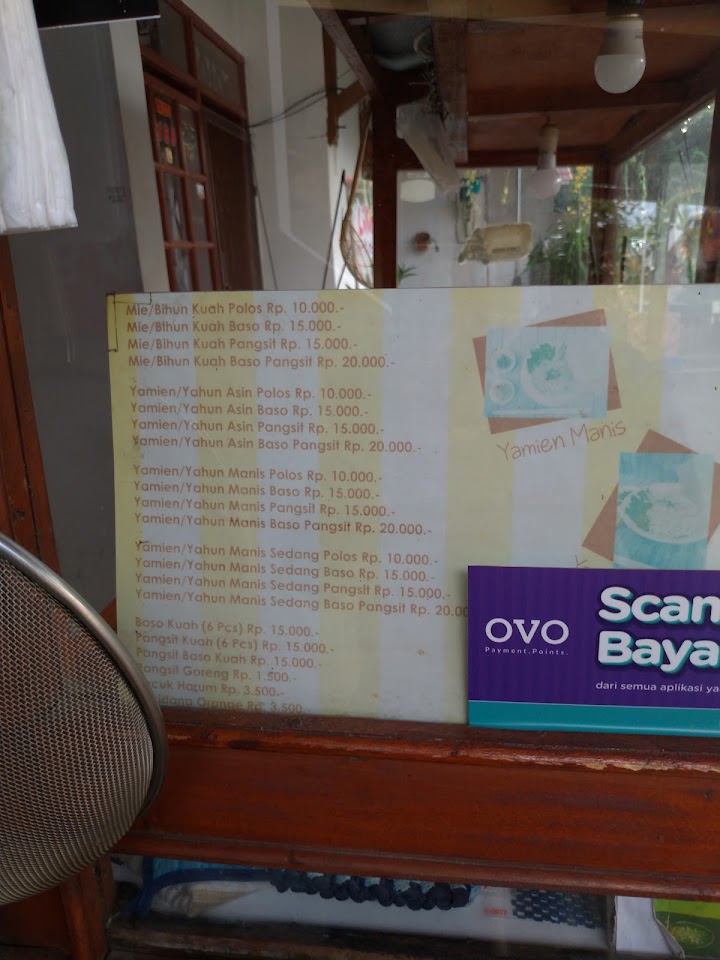 Mie/Bihun Kuah Polos Rp. 10.000.-
Mie/Bihun Kuah Baso Rp. 15.000.-
Mie/Bihun Kuah Pangsit Rp. 15.000.-
Mie/Bihun Kuah Baso Pangsit Rp. 20.000.-
Yamien/Yahun Asin Polos Rp. 10.000.-
Yamien/Yahun Asin Baso Rp. 15.000.-
Yamien/Yahun Asin Pangsit Rp. 15.000.-
Yamien/Yahun Asin Baso Pangsit Rp. 20.000.-
Yamien/Yahun Manis Polos Rp. 10.000.-
Yamien/Yahun Manis Baso Rp. 15.000.-
Yamien/Yahun Manis Pangsit Rp. 15.000.-
Yamien/Yahun Manis Baso Pangsit Rp. 20.000.-
Yamien/Yahun Manis Sedang Polos Rp. 10.000.-
Yamien/Yahun Manis Sedang Baso Rp. 15.000.-
Yamien/Yahun Manis Sedang Pangsit Rp. 15.000.-
Yamien/Yahun Manis Sedang Baso Pangsit Rp. 20.00
Baso Kuah (6 Pcs) Rp. 15.000.-
Pangsit Kuah (6 Pcs) Rp. 15.000.-
Pangsit Baso Kuah Rp. 15.000.-
Pangsit Goreng Rp. 1.500.-
Harum Rp. 3.500.-
Orange Rp. 3.500
Yamien Manis
OVO
Payment.Points.
Scan
Baya
dari semua aplikasi ya